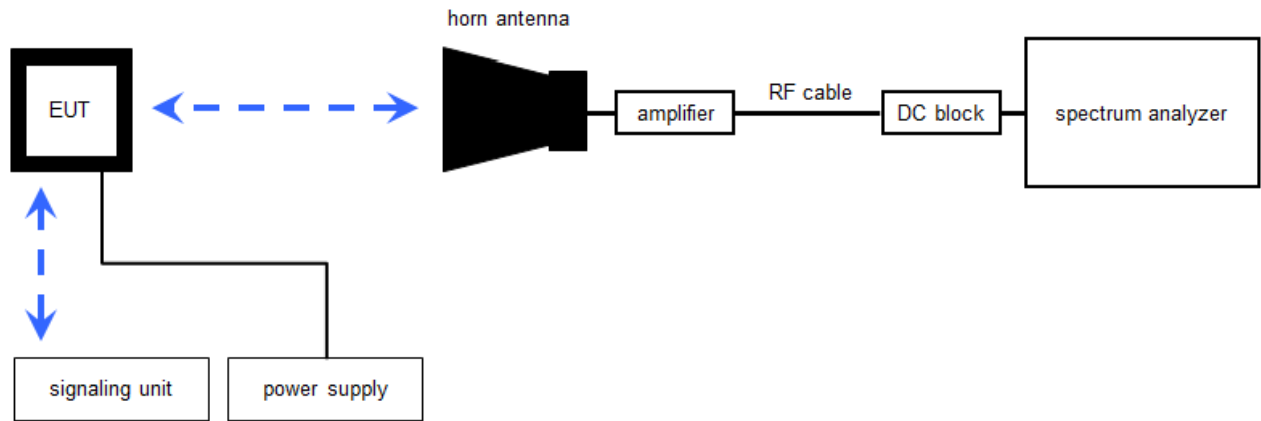 horn antenna
EUT
amplifier
RF cable
DC block
spectrum analyzer
signaling unit
power supply